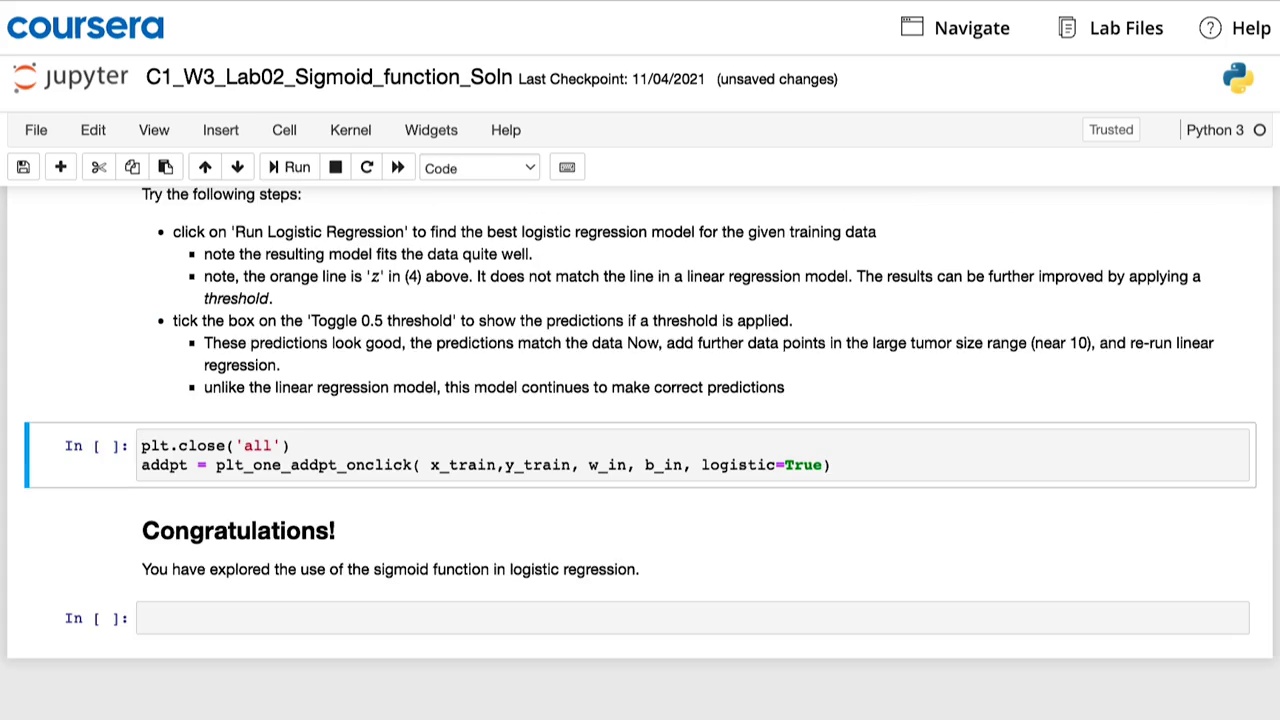 coursera
Navigate
Lab Files
? Help
jupyter C1_W3_Lab02_Sigmoid_function_Soln Last Checkpoint: 11/04/2021 (unsaved changes)
File Edit View Insert Cell Kernel Widgets Help Trusted Python 3
Run Code
Try the following steps:
• click on 'Run Logistic Regression' to find the best logistic regression model for the given training data
▪ note the resulting model fits the data quite well.
▪ note, the orange line is 'z' in (4) above. It does not match the line in a linear regression model. The results can be further improved by applying a
threshold.
• tick the box on the 'Toggle 0.5 threshold' to show the predictions if a threshold is applied.
▪ These predictions look good, the predictions match the data Now, add further data points in the large tumor size range (near 10), and re-run linear
regression.
▪ unlike the linear regression model, this model continues to make correct predictions
In [ ]: plt.close('all')
addpt = plt_one_addpt_onclick( x_train,y_train, w_in, b_in, logistic=True)
Congratulations!
You have explored the use of the sigmoid function in logistic regression.
In [ ]: